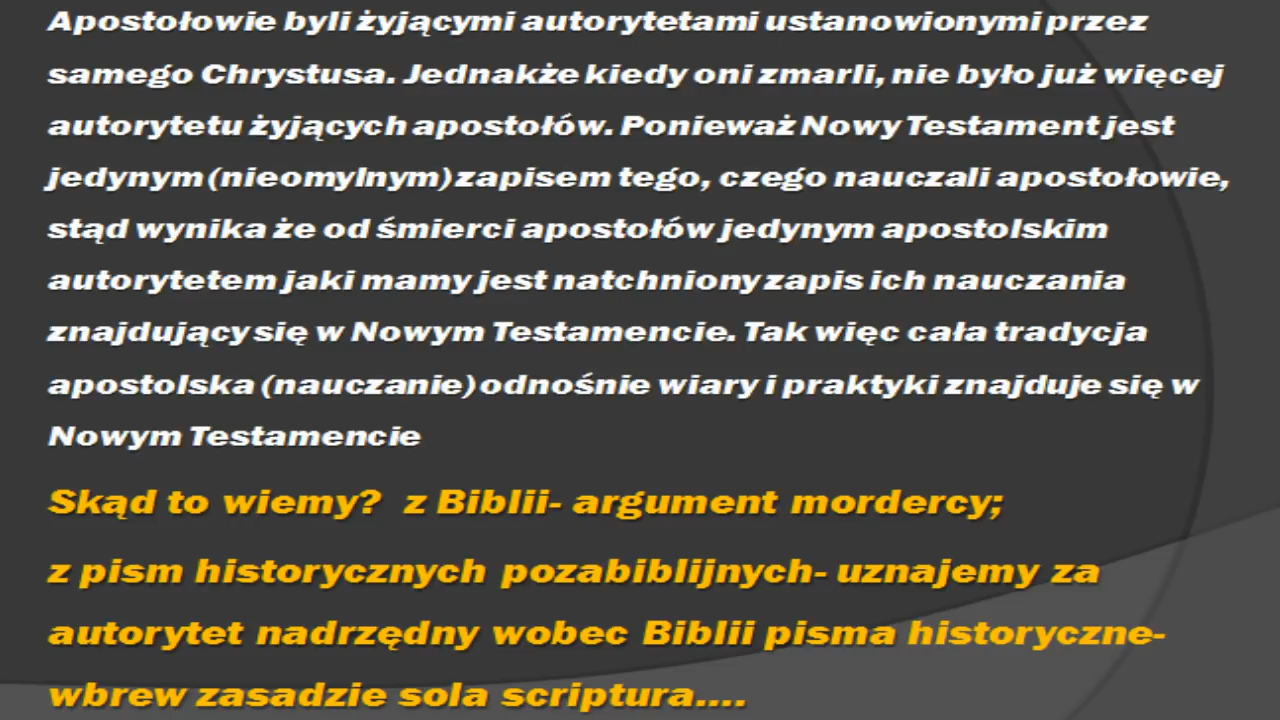 Apostołowie byli żyjącymi autorytetami ustanowionymi przez
samego Chrystusa. Jednakże kiedy oni zmarli, nie było już więcej
autorytetu żyjących apostołów. Ponieważ Nowy Testament jest
jedynym (nieomylnym) zapisem tego, czego nauczali apostołowie,
stąd wynika że od śmierci apostołów jedynym apostolskim
autorytetem jaki mamy jest natchniony zapis ich nauczania
znajdujący się w Nowym Testamencie. Tak więc cała tradycja
apostolska (nauczanie) odnośnie wiary i praktyki znajduje się w
Nowym Testamencie
Skąd to wiemy? z Biblii- argument mordercy;
z pism historycznych pozabiblijnych- uznajemy za
autorytet nadrzędny wobec Biblii pisma historyczne-
wbrew zasadzie sola scriptura....